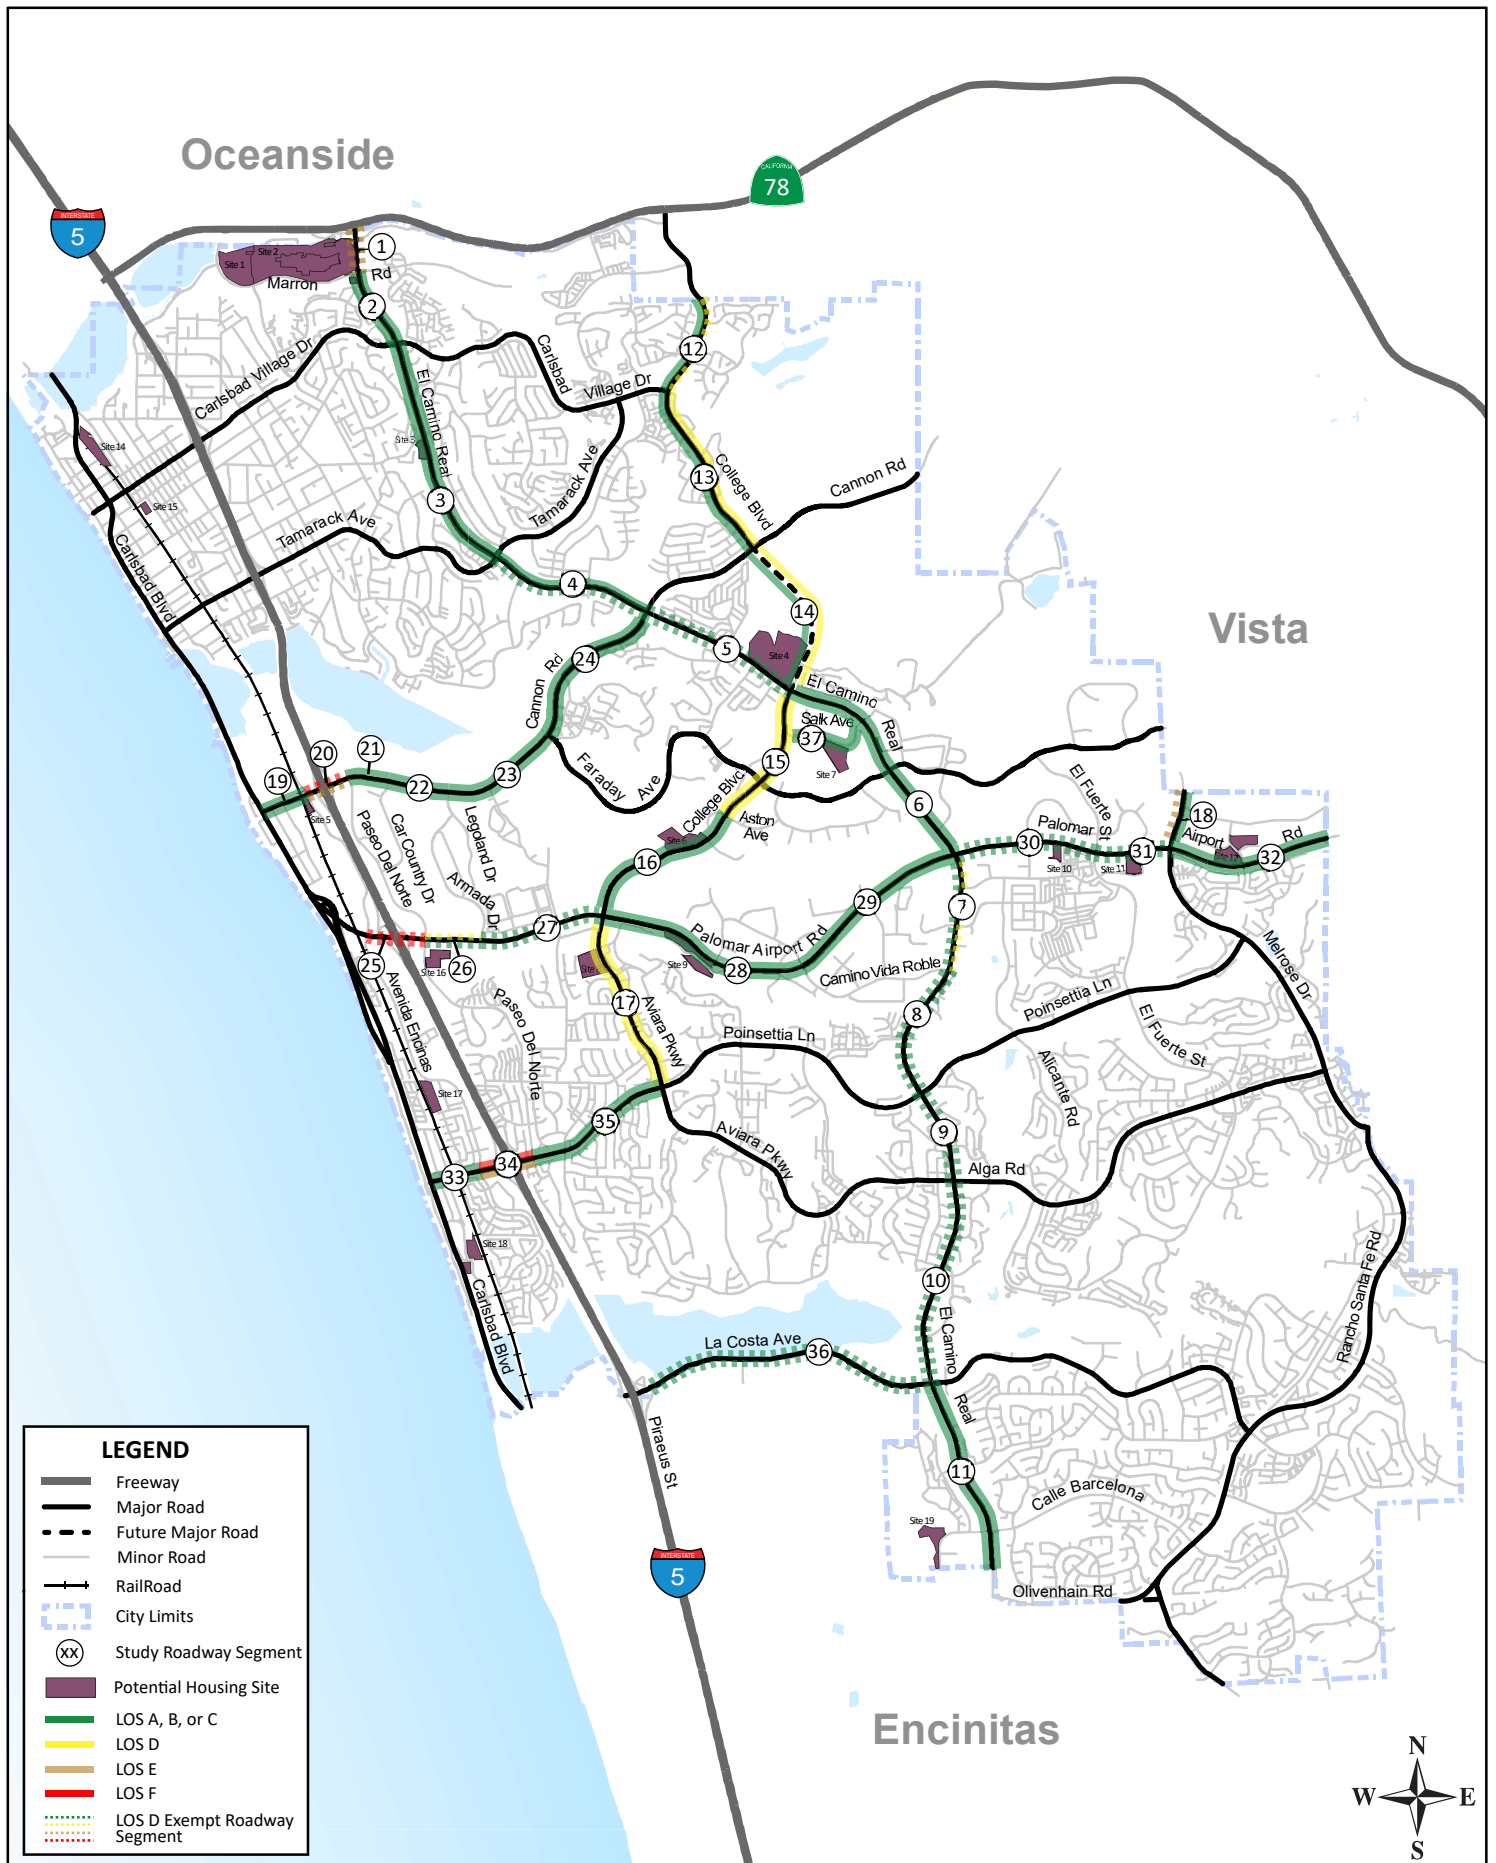 Oceanside
CALIFORNIA
78
INTERSTATE
5
Site 2
Site 1
1
Rd
Marron
2
12
Carlsbad Village Dr
Carlsbad
Village Dr
El Camino Real
Site 14
Site 3
13
College Blvd
Cannon Rd
3
Tamarack Ave
Site 15
Tamarack Ave
Carlsbad Blvd
4
14
Vista
5
Site 4
24
Cannon
Rd
El Camino
Real
Salk Ave
37
20
21
15
Site 7
19
22
23
Faraday
Ave
College Blvd
El Fuerte St
6
Site 5
Paseo Del Norte
Car Country Dr
Legoland Dr
Aston
Ave
18
Palomar
Airport
Rd
30
31
32
16
Site 10
Site 11
Armada
Dr
29
7
27
Palomar Airport Rd
25
Site 16
26
Site 9
28
Camino Vida Roble
Melrose Dr
Avenida Encinas
Paseo Del Norte
17
Aviara Pkwy
8
Poinsettia Ln
Poinsettia Ln
El Fuerte St
Alicante Rd
Site 17
35
9
Aviara Pkwy
34
33
Alga Rd
Site 18
10
Rancho Santa Fe Rd
Carlsbad Blvd
El Camino
Real
La Costa Ave
36
Piraeus St
11
Calle Barcelona
Site 19
INTERSTATE
5
Olivenhain Rd
Encinitas
LEGEND
Freeway
Major Road
Future Major Road
Minor Road
RailRoad
City Limits
XX
Study Roadway Segment
Potential Housing Site
LOS A, B, or C
LOS D
LOS E
LOS F
LOS D Exempt Roadway
Segment
N
W
E
S